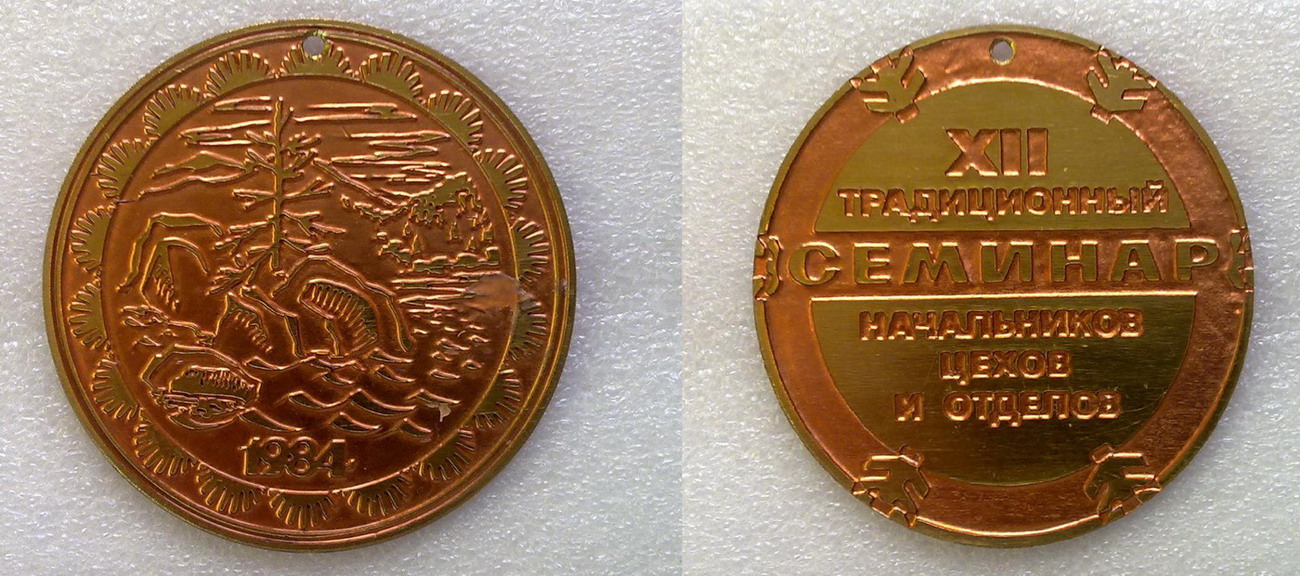 1984
XII
ТРАДИЦИОННЫЙ
СЕМИНАР
НАЧАЛЬНИКОВ
ЦЕХОВ
И ОТДЕЛОВ